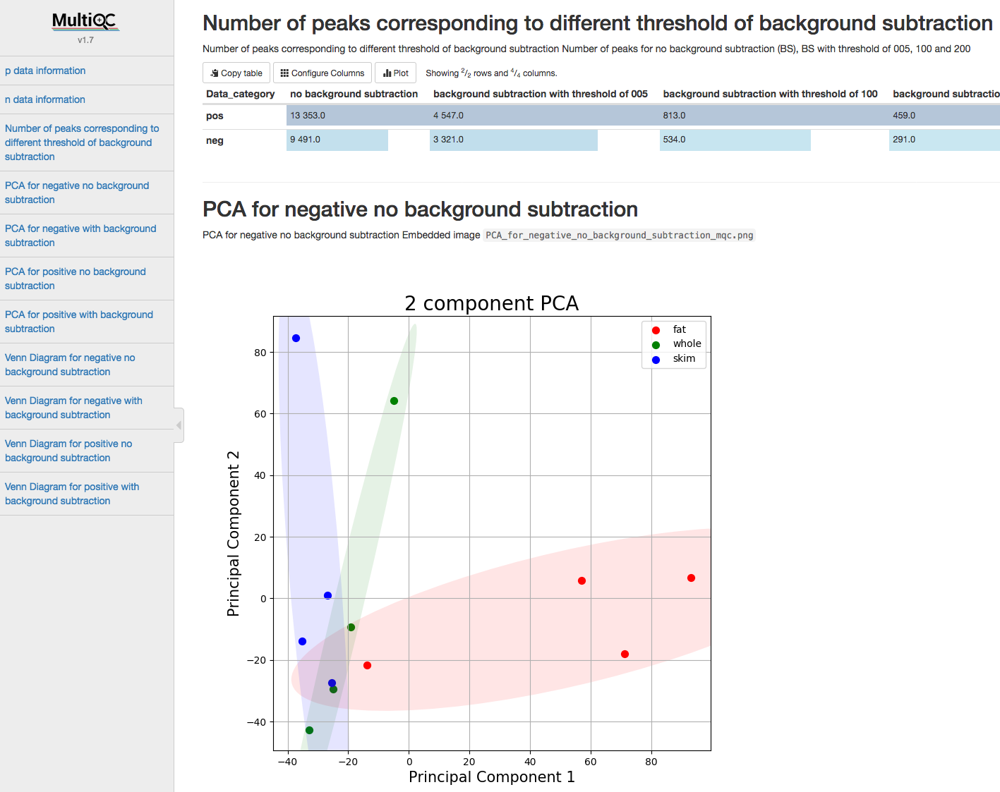 MultiQC
v1.7
p data information
n data information
Number of peaks corresponding to
different threshold of background
subtraction
PCA for negative no background
subtraction
PCA for negative with background
subtraction
PCA for positive no background
subtraction
PCA for positive with background
subtraction
Venn Diagram for negative no
background subtraction
Venn Diagram for negative with
background subtraction
Venn Diagram for positive no
background subtraction
Venn Diagram for positive with
background subtraction
Number of peaks corresponding to different threshold of background subtraction
Number of peaks corresponding to different threshold of background subtraction Number of peaks for no background subtraction (BS), BS with threshold of 005, 100 and 200
Copy table Configure Columns Plot Showing 2/2 rows and 4/4 columns.
Data_category no background subtraction background subtraction with threshold of 005 background subtraction with threshold of 100 background subtractio
pos 13 353.0 4 547.0 813.0 459.0
neg 9 491.0 3 321.0 534.0 291.0
PCA for negative no background subtraction
PCA for negative no background subtraction Embedded image PCA_for_negative_no_background_subtraction_mqc.png
2 component PCA
fat
whole
skim
80
60
40
20
0
−20
−40
Principal Component 2
−40 −20 0 20 40 60 80
Principal Component 1